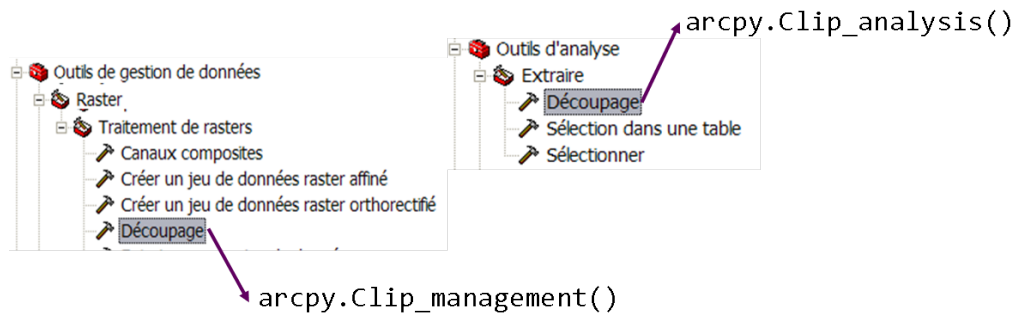 arcpy.Clip_analysis()
Outils d'analyse
Extraire
Découpage
Sélection dans une table
Sélectionner
Outils de gestion de données
Raster
Traitement de rasters
Canaux composites
Créer un jeu de données raster affiné
Créer un jeu de données raster orthorectifié
Découpage
arcpy.Clip_management()